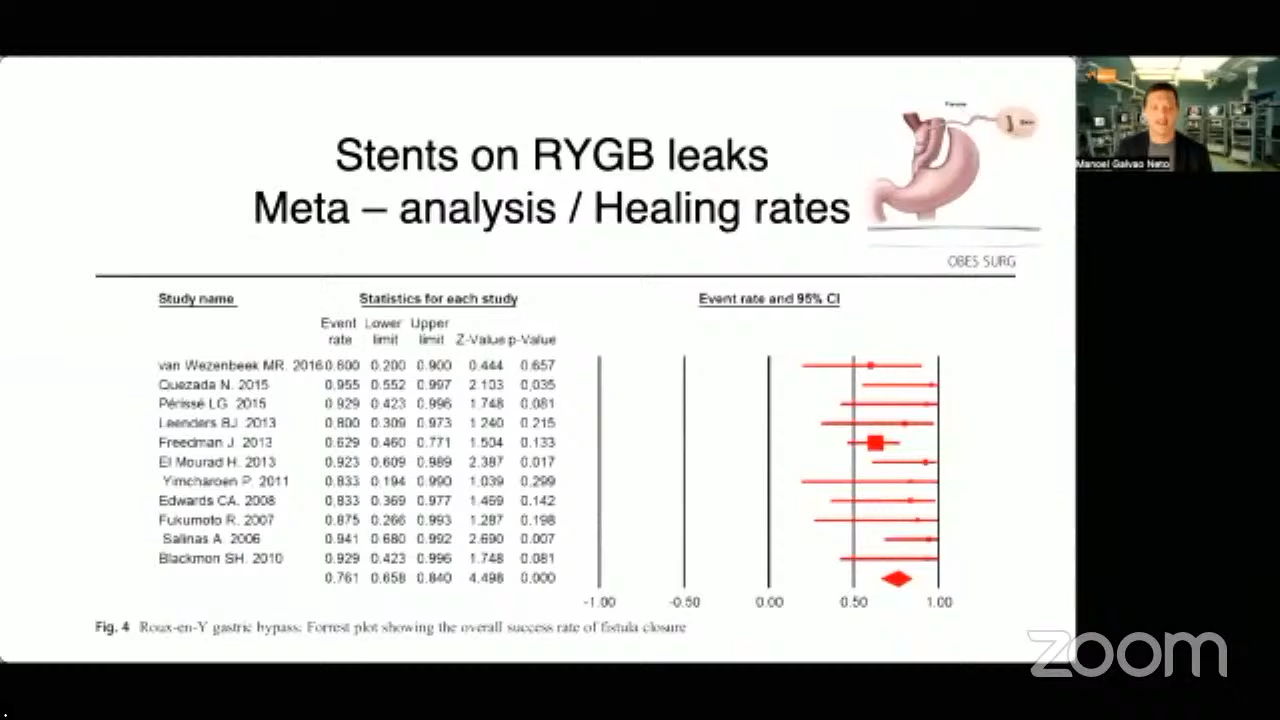 Stents on RYGB leaks
Meta – analysis / Healing rates
OBES SURG
Study name Statistics for each study Event rate and 95% CI
Event Lower Upper
rate limit limit Z-Value p-Value
van Wezenbeek MR. 2016 0.600 0.200 0.900 0.444 0.657
Quezada N. 2015 0.955 0.552 0.997 2.103 0.035
Périssé LG. 2015 0.929 0.423 0.996 1.748 0.081
Leenders BJ. 2013 0.800 0.309 0.973 1.240 0.215
Freedman J. 2013 0.629 0.460 0.771 1.504 0.133
El Mourad H. 2013 0.923 0.609 0.989 2.387 0.017
Yimcharoen P. 2011 0.833 0.194 0.990 1.039 0.299
Edwards CA. 2008 0.833 0.369 0.977 1.469 0.142
Fukumoto R. 2007 0.875 0.266 0.993 1.287 0.198
Salinas A. 2006 0.941 0.680 0.992 2.690 0.007
Blackmon SH. 2010 0.929 0.423 0.996 1.748 0.081
0.761 0.658 0.840 4.498 0.000
-1.00 -0.50 0.00 0.50 1.00
Fig. 4 Roux-en-Y gastric bypass: Forrest plot showing the overall success rate of fistula closure
Manoel Galvao Neto
zoom